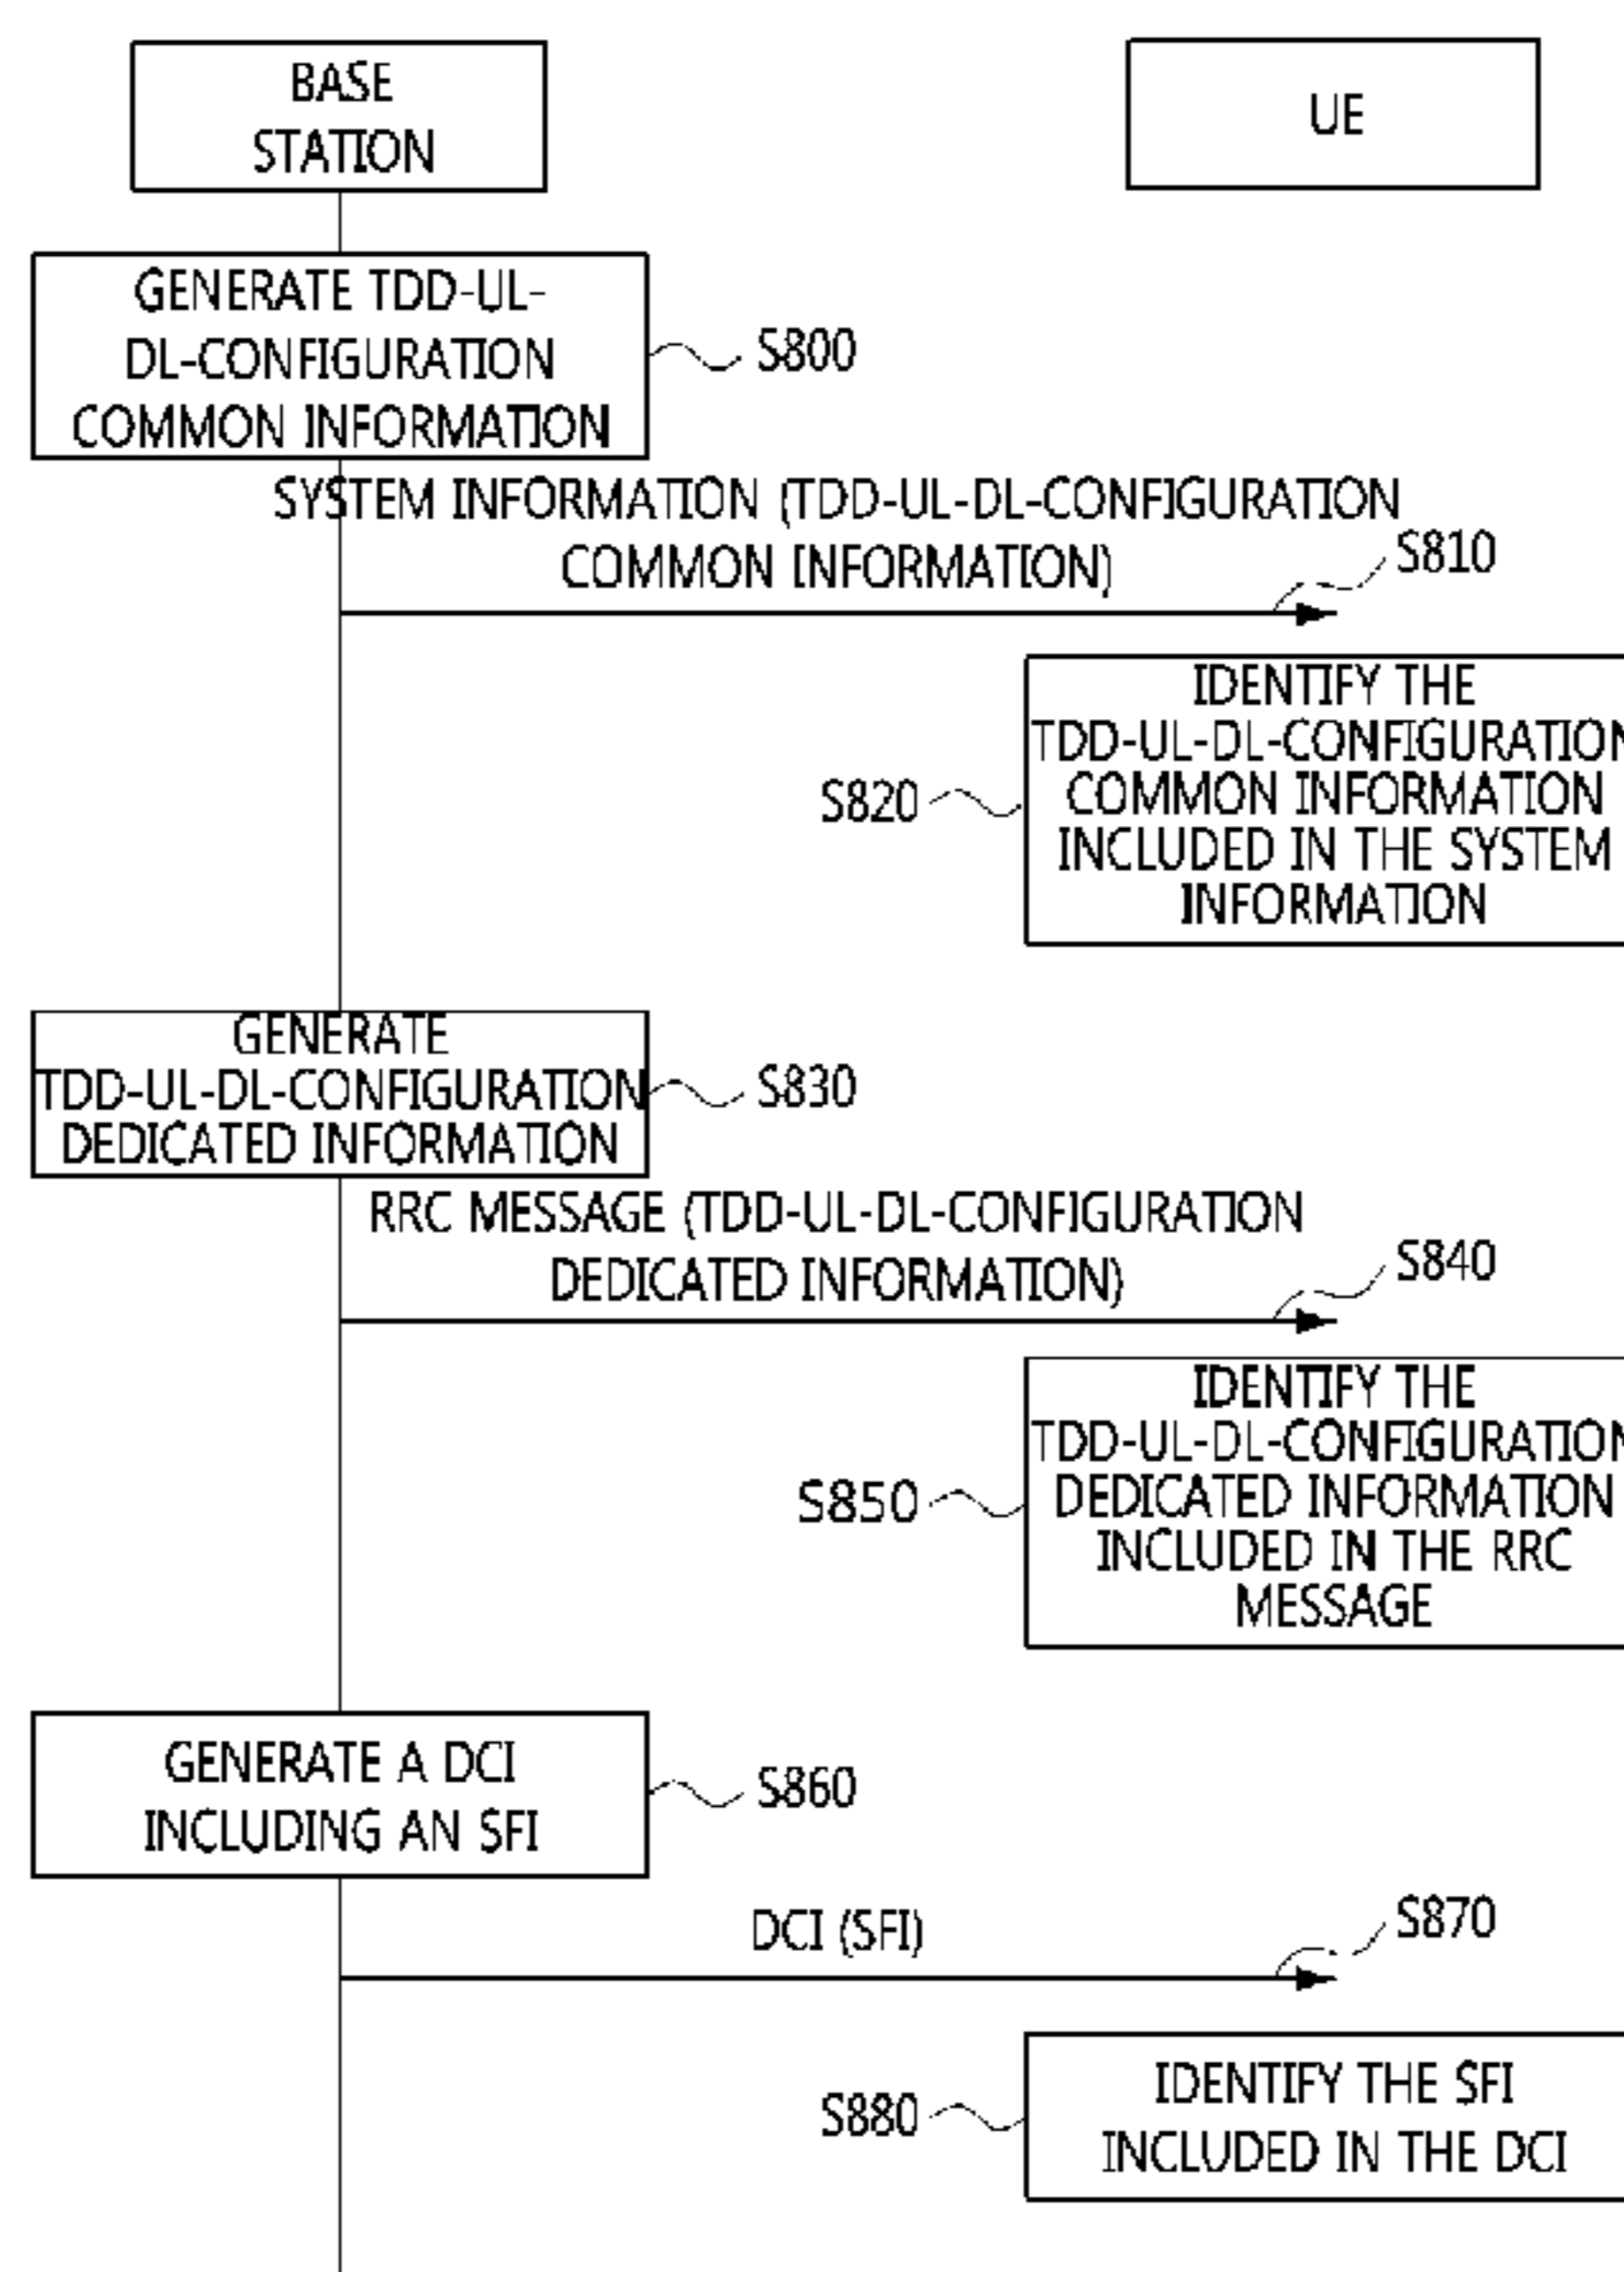 BASE
STATION
UE
GENERATE TDD-UL-
DL-CONFIGURATION
COMMON INFORMATION
S800
SYSTEM INFORMATION (TDD-UL-DL-CONFIGURATION
COMMON INFORMATION)
S810
IDENTIFY THE
TDD-UL-DL-CONFIGURATION
COMMON INFORMATION
INCLUDED IN THE SYSTEM
INFORMATION
S820
GENERATE
TDD-UL-DL-CONFIGURATION
DEDICATED INFORMATION
S830
RRC MESSAGE (TDD-UL-DL-CONFIGURATION
DEDICATED INFORMATION)
S840
IDENTIFY THE
TDD-UL-DL-CONFIGURATION
DEDICATED INFORMATION
INCLUDED IN THE RRC
MESSAGE
S850
GENERATE A DCI
INCLUDING AN SFI
S860
DCI (SFI)
S870
IDENTIFY THE SFI
INCLUDED IN THE DCI
S880